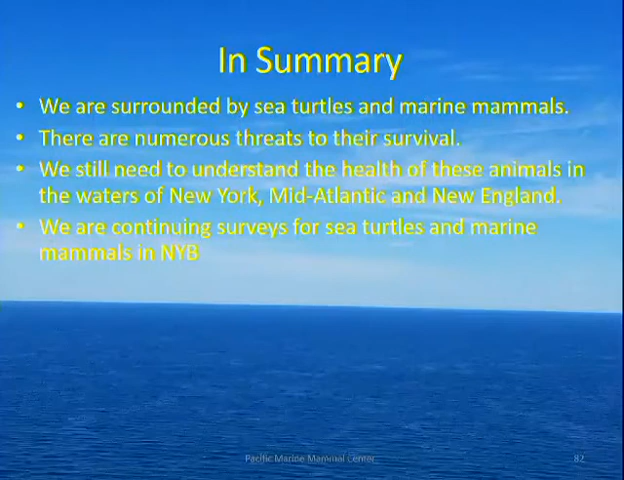 In Summary
• We are surrounded by sea turtles and marine mammals.
• There are numerous threats to their survival.
• We still need to understand the health of these animals in
the waters of New York, Mid-Atlantic and New England.
• We are continuing surveys for sea turtles and marine
mammals in NYB
Pacific Marine Mammal Center
82